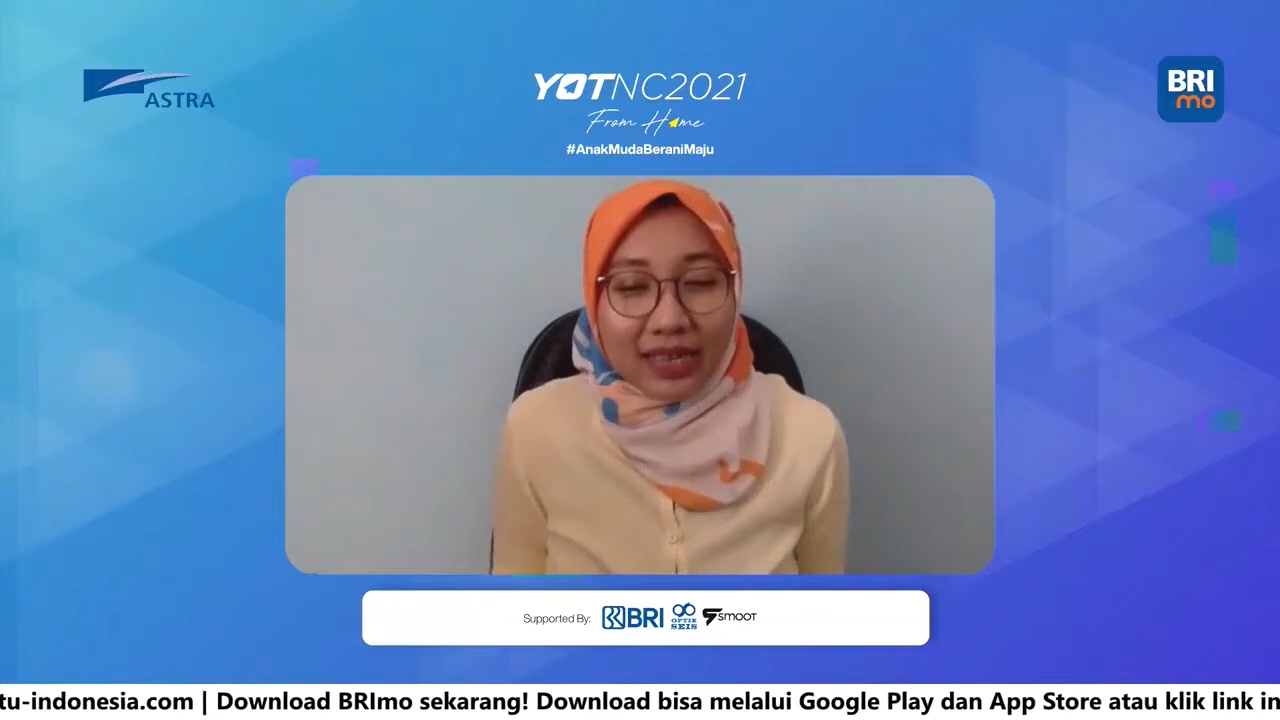 ASTRA
YOTNC2021
From Home
#AnakMudaBeraniMaju
BRI
mo
Supported By:
BRI
OPTIK
SEIS
SMOOT
tu-indonesia.com | Download BRImo sekarang! Download bisa melalui Google Play dan App Store atau klik link in